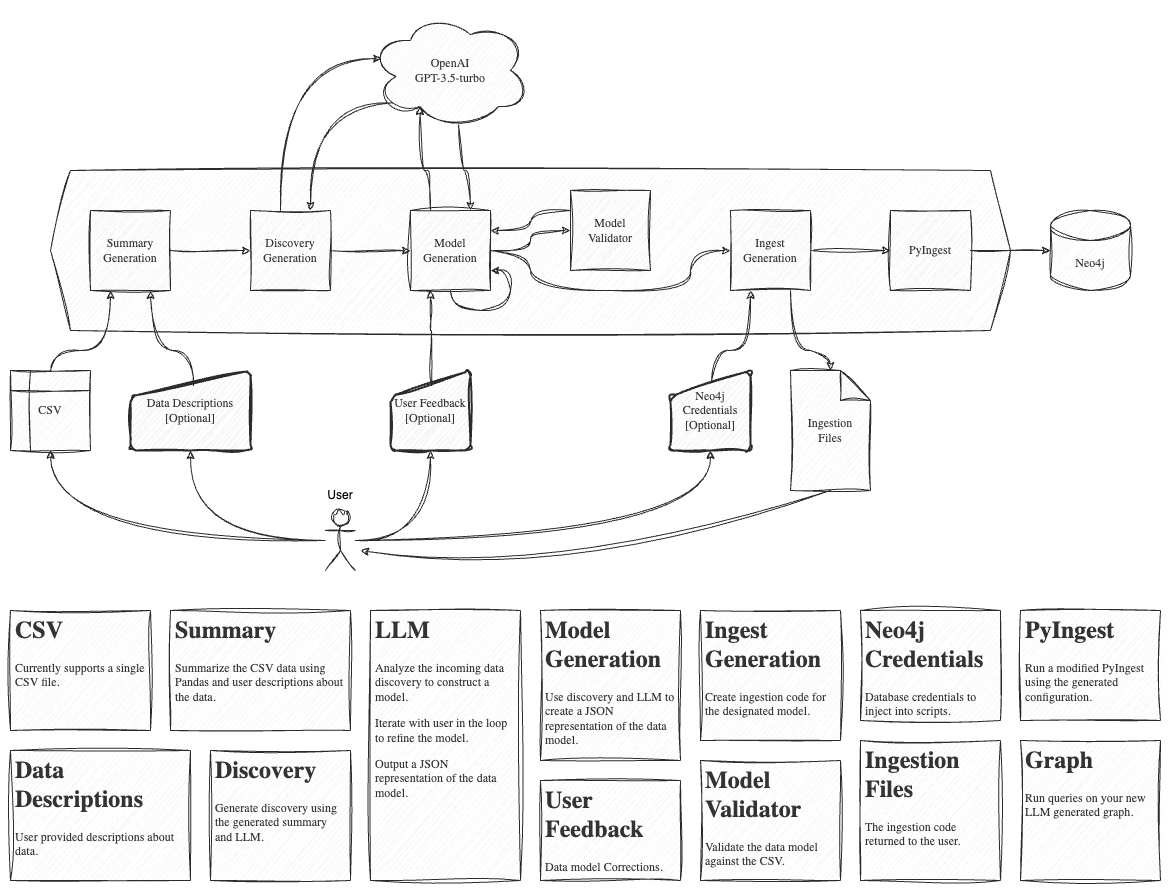 OpenAI
GPT-3.5-turbo
Summary
Generation
Discovery
Generation
Model
Generation
Model
Validator
Ingest
Generation
PyIngest
Neo4j
CSV
Data Descriptions
[Optional]
User Feedback
[Optional]
Neo4j
Credentials
[Optional]
Ingestion
Files
User
CSV
Currently supports a single
CSV file.
Summary
Summarize the CSV data using
Pandas and user descriptions about
the data.
LLM
Analyze the incoming data
discovery to construct a
model.
Iterate with user in the loop
to refine the model.
Output a JSON
representation of the data
model.
Model
Generation
Use discovery and LLM to
create a JSON
representation of the data
model.
Ingest
Generation
Create ingestion code for
the designated model.
Neo4j
Credentials
Database credentials to
inject into scripts.
PyIngest
Run a modified PyIngest
using the generated
configuration.
Data
Descriptions
User provided descriptions about
data.
Discovery
Generate discovery using
the generated summary
and LLM.
User
Feedback
Data model Corrections.
Model
Validator
Validate the data model
against the CSV.
Ingestion
Files
The ingestion code
returned to the user.
Graph
Run queries on your new
LLM generated graph.